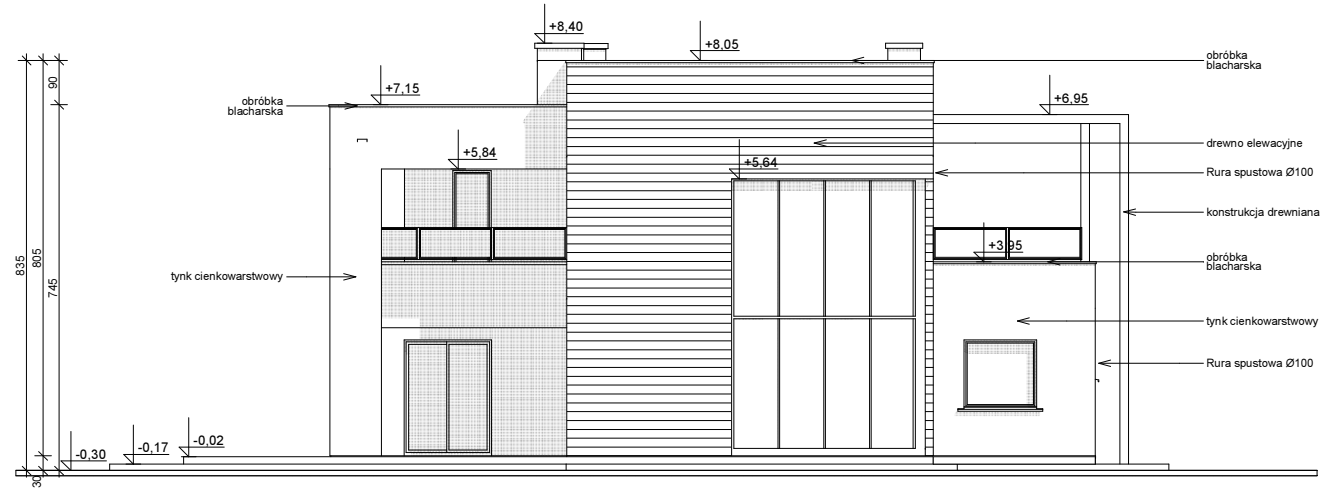 +8,40
+8,05
obróbka
blacharska
+7,15
obróbka
blacharska
+6,95
drewno elewacyjne
+5,84
+5,64
Rura spustowa Ø100
konstrukcja drewniana
+3,95
obróbka
blacharska
tynk cienkowarstwowy
tynk cienkowarstwowy
Rura spustowa Ø100
90
835
805
745
30
-0,30
-0,17
-0,02